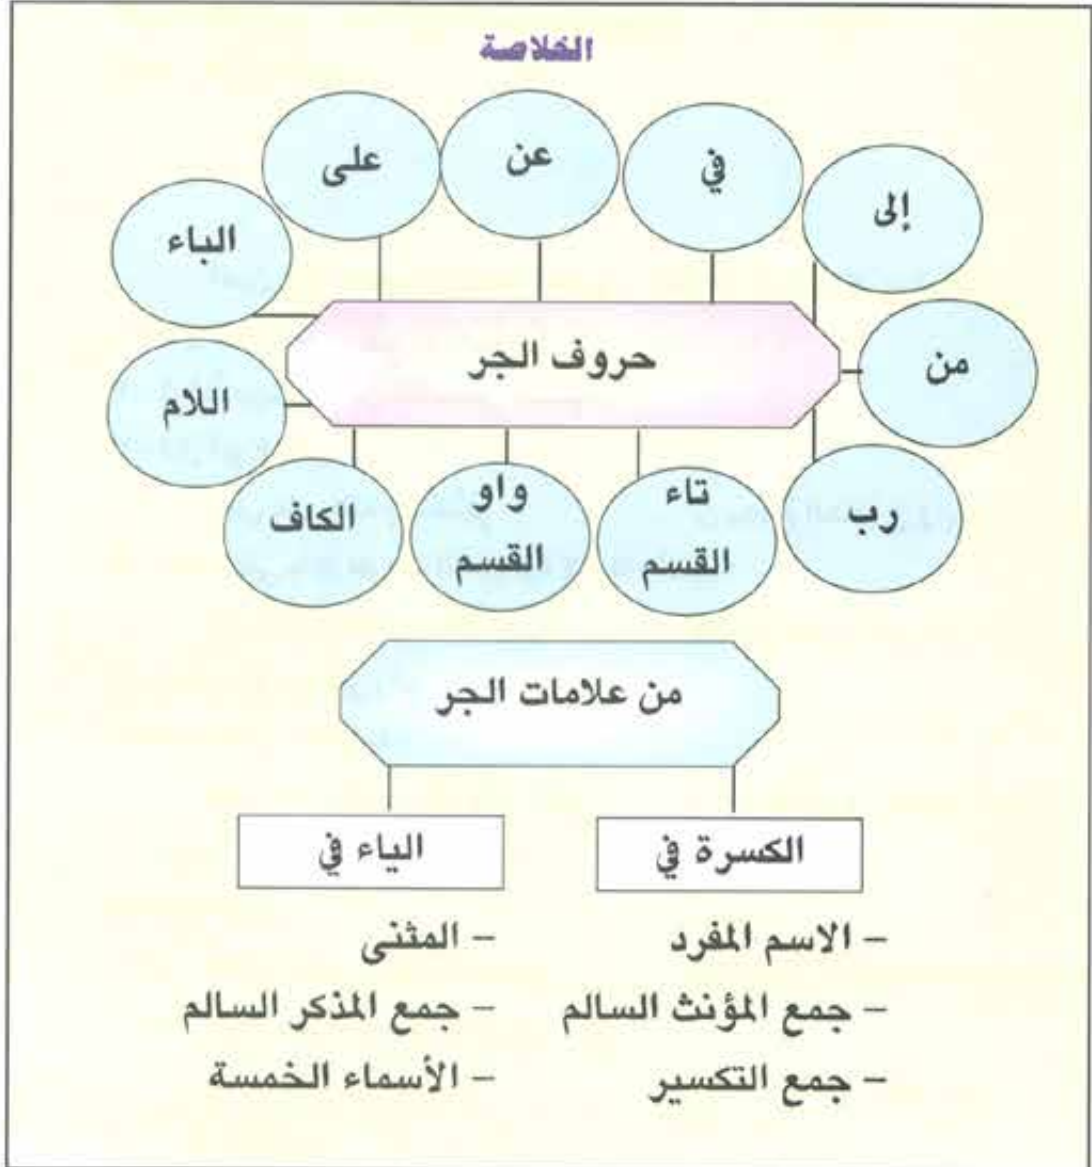 الخلاصة
إلى
في
عن
على
الباء
من
حروف الجر
اللام
رب
تاء
القسم
واو
القسم
الكاف
من علامات الجر
الكسرة في
الياء في
– الاسم المفرد
– المثنى
– جمع المؤنث السالم
– جمع المذكر السالم
– جمع التكسير
– الأسماء الخمسة